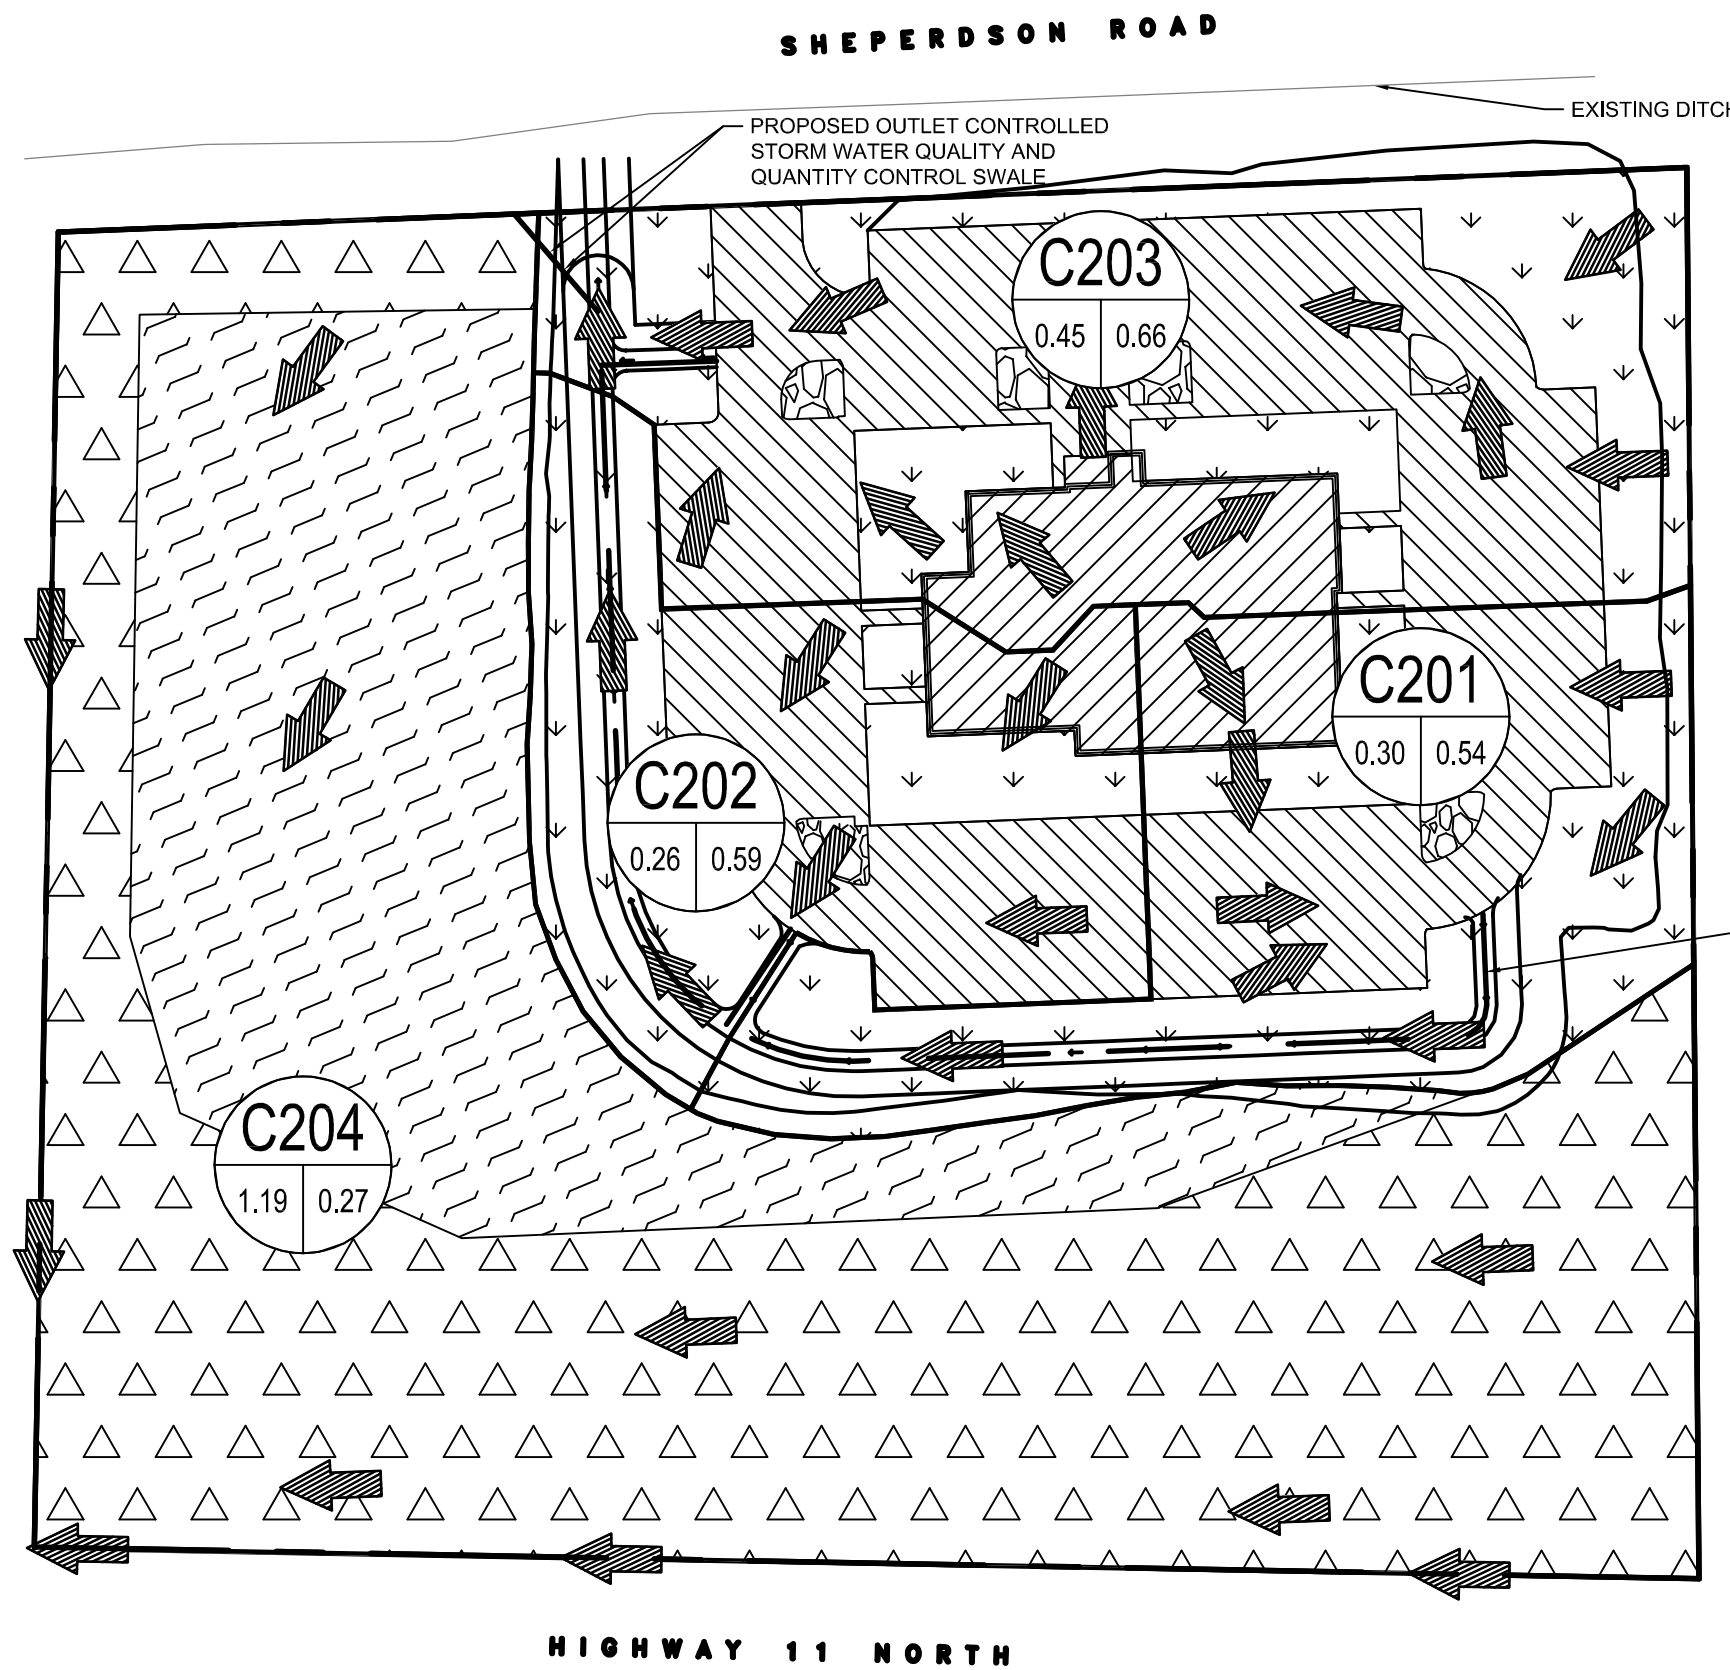 SHEPERDSON ROAD
EXISTING DITCH
PROPOSED OUTLET CONTROLLED
STORM WATER QUALITY AND
QUANTITY CONTROL SWALE
C203
0.45 0.66
C201
0.30 0.54
C202
0.26 0.59
C204
1.19 0.27
HIGHWAY 11 NORTH